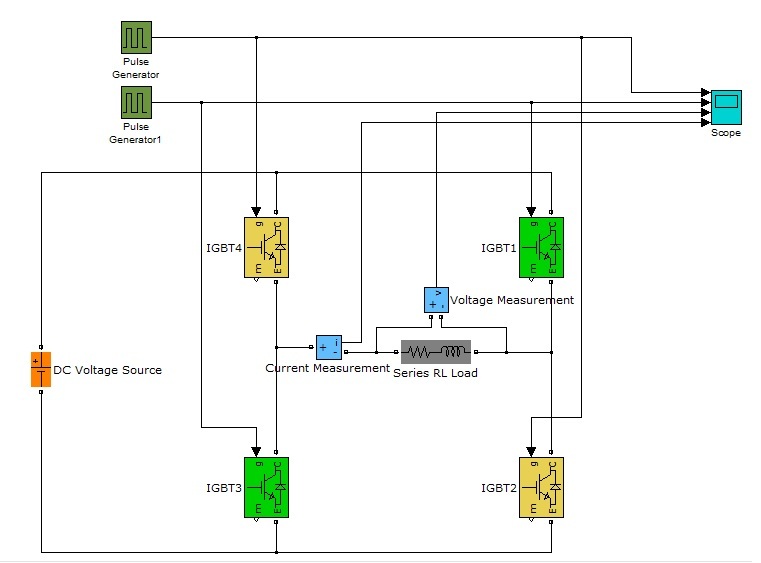 Pulse
Generator
Pulse
Generator1
Scope
g
C
IGBT4
m
E
g
C
IGBT1
m
E
v
+ -
Voltage Measurement
+
DC Voltage Source
+ i
-
Current Measurement
Series RL Load
g
C
IGBT3
m
E
g
C
IGBT2
m
E